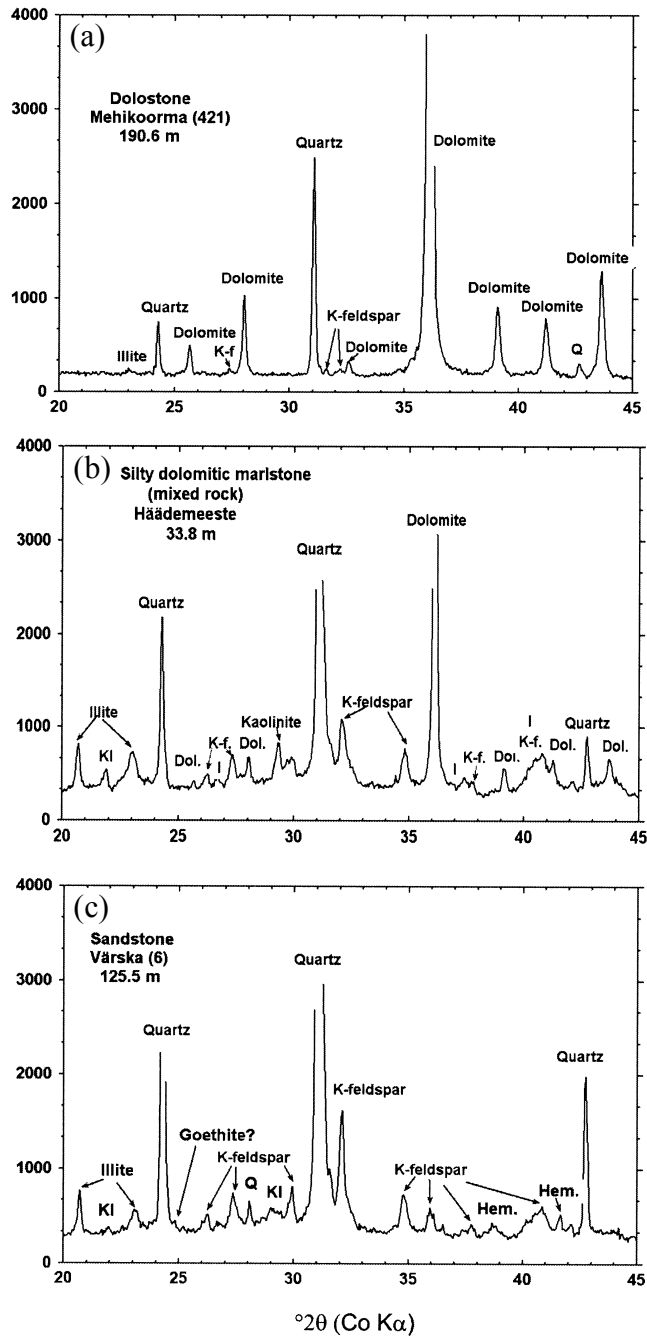 (a)
Dolostone
Mehikoorma (421)
190.6 m
4000
3000
2000
1000
0
Illite
Quartz
Dolomite
K-f
Dolomite
Quartz
K-feldspar
Dolomite
Dolomite
Dolomite
Dolomite
Q
Dolomite
20 25 30 35 40 45
(b)
Silty dolomitic marlstone
(mixed rock)
Häädemeeste
33.8 m
4000
3000
2000
1000
0
Illite
KI
Quartz
Dol.
K-f.
I
Dol.
Kaolinite
Quartz
K-feldspar
Dolomite
I
K-f.
Dol.
I
K-f.
Dol.
Quartz
Dol.
20 25 30 35 40 45
(c)
Sandstone
Värska (6)
125.5 m
4000
3000
2000
1000
0
Illite
KI
Quartz
Goethite?
K-feldspar
Q
KI
Quartz
K-feldspar
K-feldspar
Hem.
Hem.
Quartz
20 25 30 35 40 45
°2θ (Co Kα)